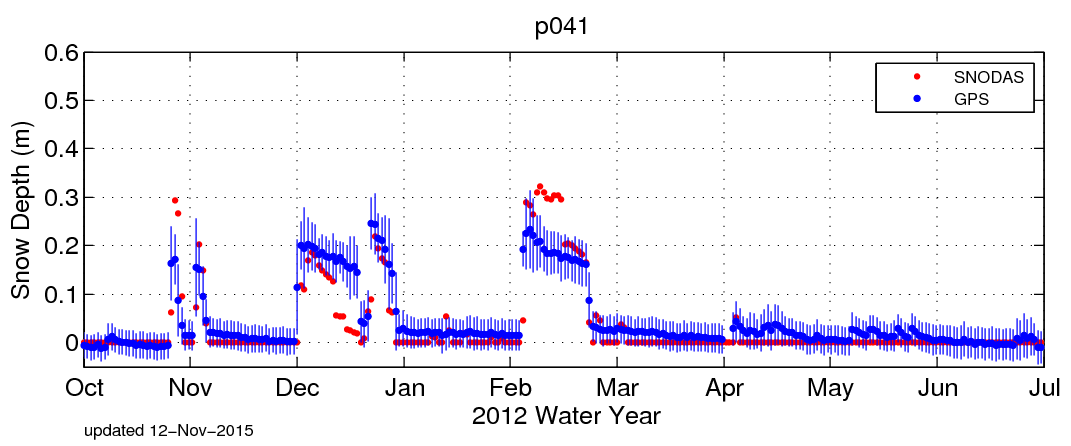 p041
0.6
0.5
0.4
0.3
0.2
0.1
0
Snow Depth (m)
SNODAS
GPS
Oct Nov Dec Jan Feb Mar Apr May Jun Jul
2012 Water Year
updated 12−Nov−2015